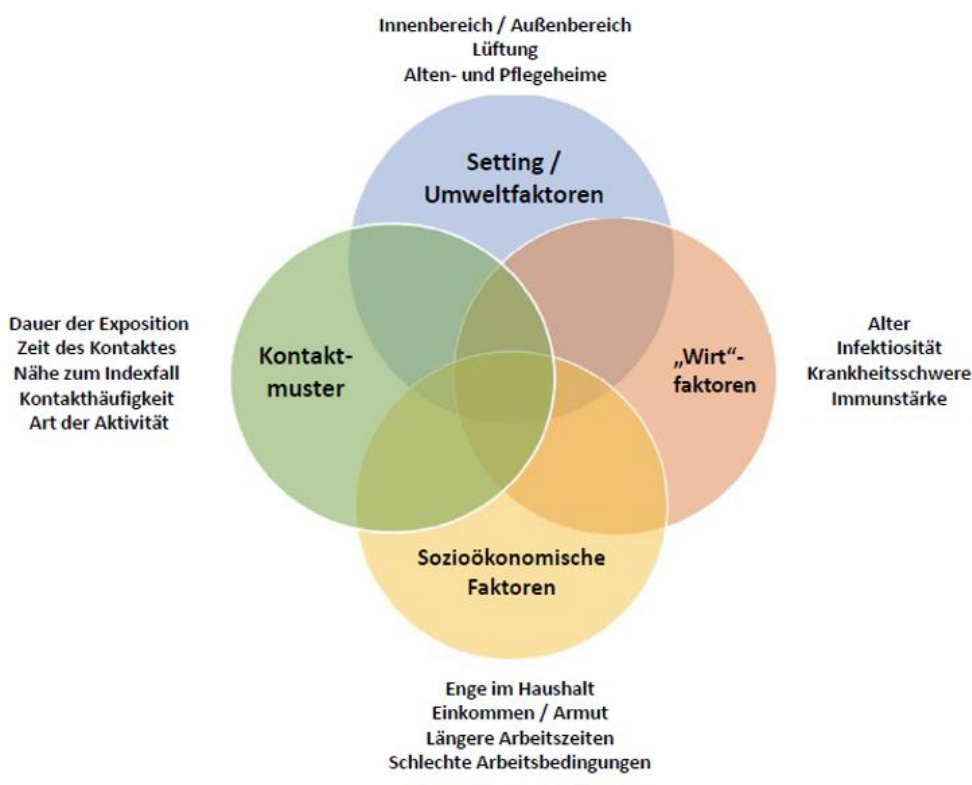 Innenbereich / Außenbereich
Lüftung
Alten- und Pflegeheime
Setting /
Umweltfaktoren
Dauer der Exposition
Zeit des Kontaktes
Nähe zum Indexfall
Kontakthäufigkeit
Art der Aktivität
Kontakt-
muster
„Wirt“-
faktoren
Alter
Infektiosität
Krankheitsschwere
Immunstärke
Sozioökonomische
Faktoren
Enge im Haushalt
Einkommen / Armut
Längere Arbeitszeiten
Schlechte Arbeitsbedingungen